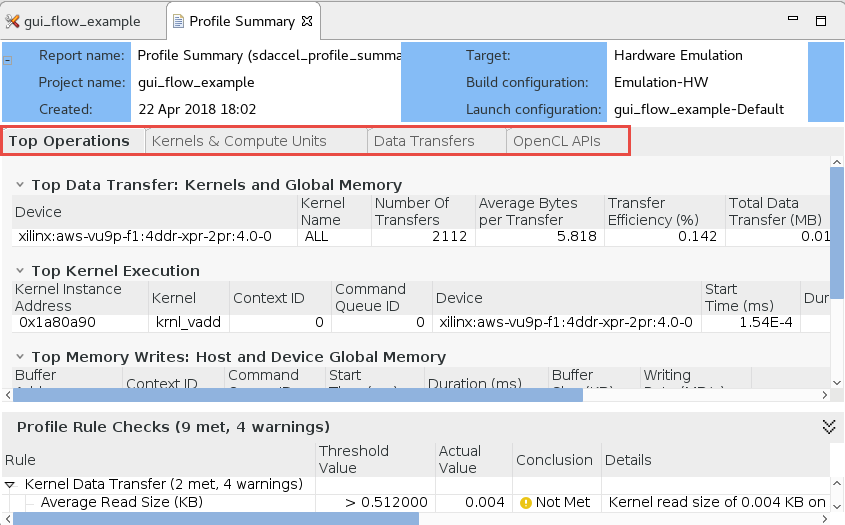 gui_flow_example
Profile Summary
Report name: Profile Summary (sdaccel_profile_summa Target: Hardware Emulation
Project name: gui_flow_example Build configuration: Emulation-HW
Created: 22 Apr 2018 18:02 Launch configuration: gui_flow_example-Default
Top Operations Kernels & Compute Units Data Transfers OpenCL APIs
Top Data Transfer: Kernels and Global Memory
Device Kernel Name Number Of Transfers Average Bytes per Transfer Transfer Efficiency (%) Total Data Transfer (MB)
xilinx:aws-vu9p-f1:4ddr-xpr-2pr:4.0-0 ALL 2112 5.818 0.142 0.01
Top Kernel Execution
Kernel Instance Address Kernel Context ID Command Queue ID Device Start Time (ms) Dur
0x1a80a90 krnl_vadd 0 0 xilinx:aws-vu9p-f1:4ddr-xpr-2pr:4.0-0 1.54E-4
Top Memory Writes: Host and Device Global Memory
Buffer Context ID Command Start Duration (ms) Buffer Writing
Profile Rule Checks (9 met, 4 warnings)
Rule Threshold Value Actual Value Conclusion Details
Kernel Data Transfer (2 met, 4 warnings)
Average Read Size (KB) > 0.512000 0.004 Not Met Kernel read size of 0.004 KB on